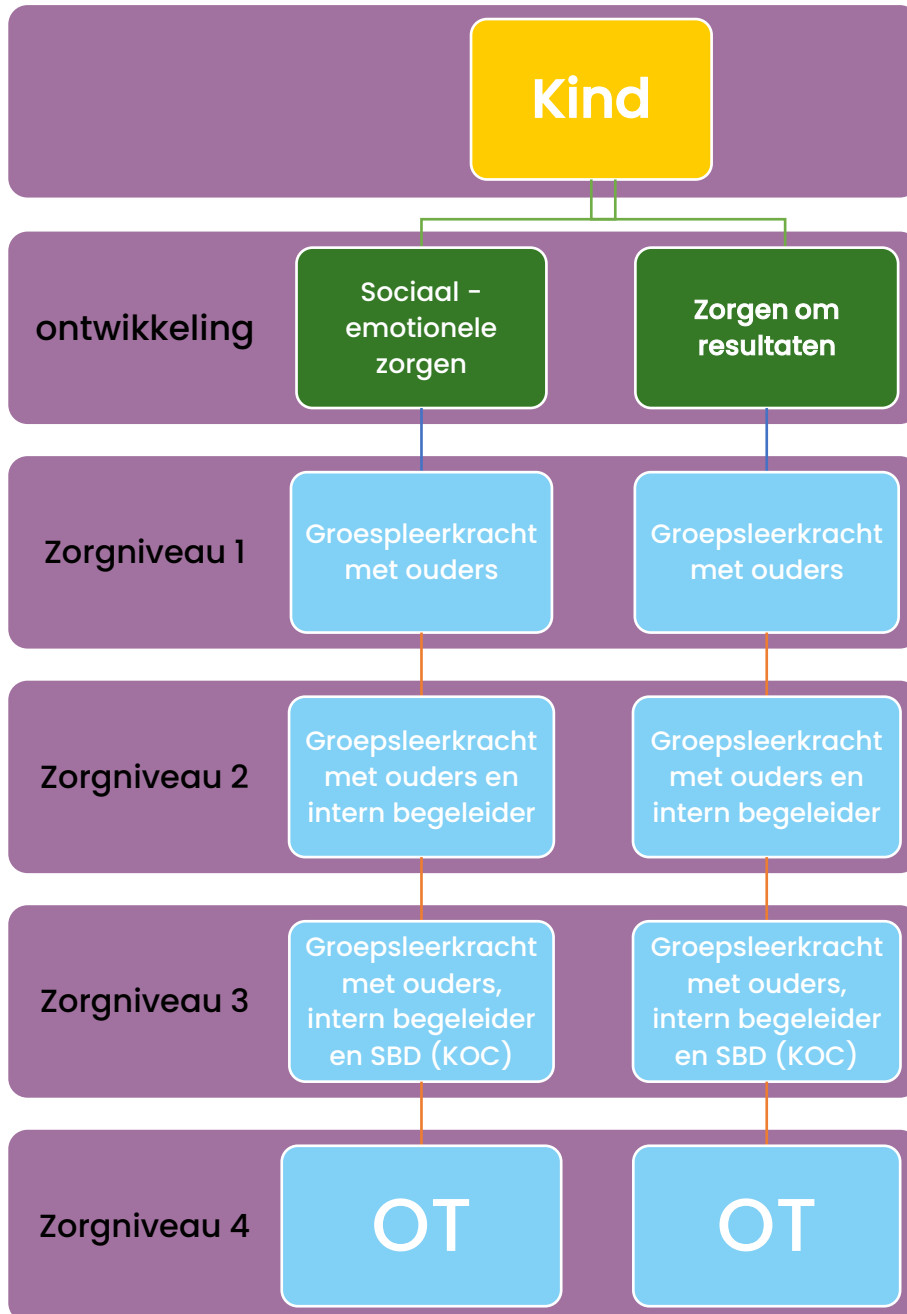 Kind
ontwikkeling
Sociaal -
emotionele
zorgen
Zorgen om
resultaten
Zorgniveau 1
Groespleerkracht
met ouders
Groepsleerkracht
met ouders
Zorgniveau 2
Groepsleerkracht
met ouders en
intern begeleider
Groepsleerkracht
met ouders en
intern begeleider
Zorgniveau 3
Groepsleerkracht
met ouders,
intern begeleider
en SBD (KOC)
Groepsleerkracht
met ouders,
intern begeleider
en SBD (KOC)
Zorgniveau 4
OT
OT